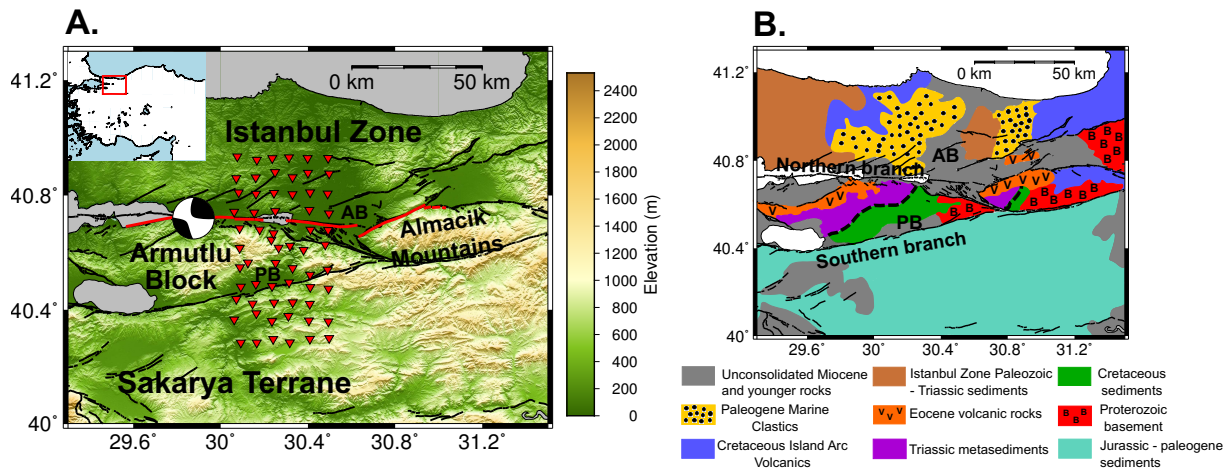 A.
0 km 50 km
Istanbul Zone
AB
Almacik
Mountains
Armutlu
Block
PB
Sakarya Terrane
41.2˚
40.8˚
40.4˚
40˚
29.6˚ 30˚ 30.4˚ 30.8˚ 31.2˚
2400
2200
2000
1800
1600
1400
1200
1000
800
600
400
200
0
Elevation (m)
B.
0 km 50 km
AB
Northern branch
PB
Southern branch
V V
V
V V V V V
B B
B B B
B B
B B B B
B B B
41.2˚
40.8˚
40.4˚
40˚
29.6˚ 30˚ 30.4˚ 30.8˚ 31.2˚
Unconsolidated Miocene
and younger rocks
Istanbul Zone Paleozoic
- Triassic sediments
Cretaceous
sediments
Paleogene Marine
Clastics
V V V
Eocene volcanic rocks
B B B
Proterozoic
basement
Cretaceous Island Arc
Volcanics
Triassic metasediments
Jurassic - paleogene
sediments